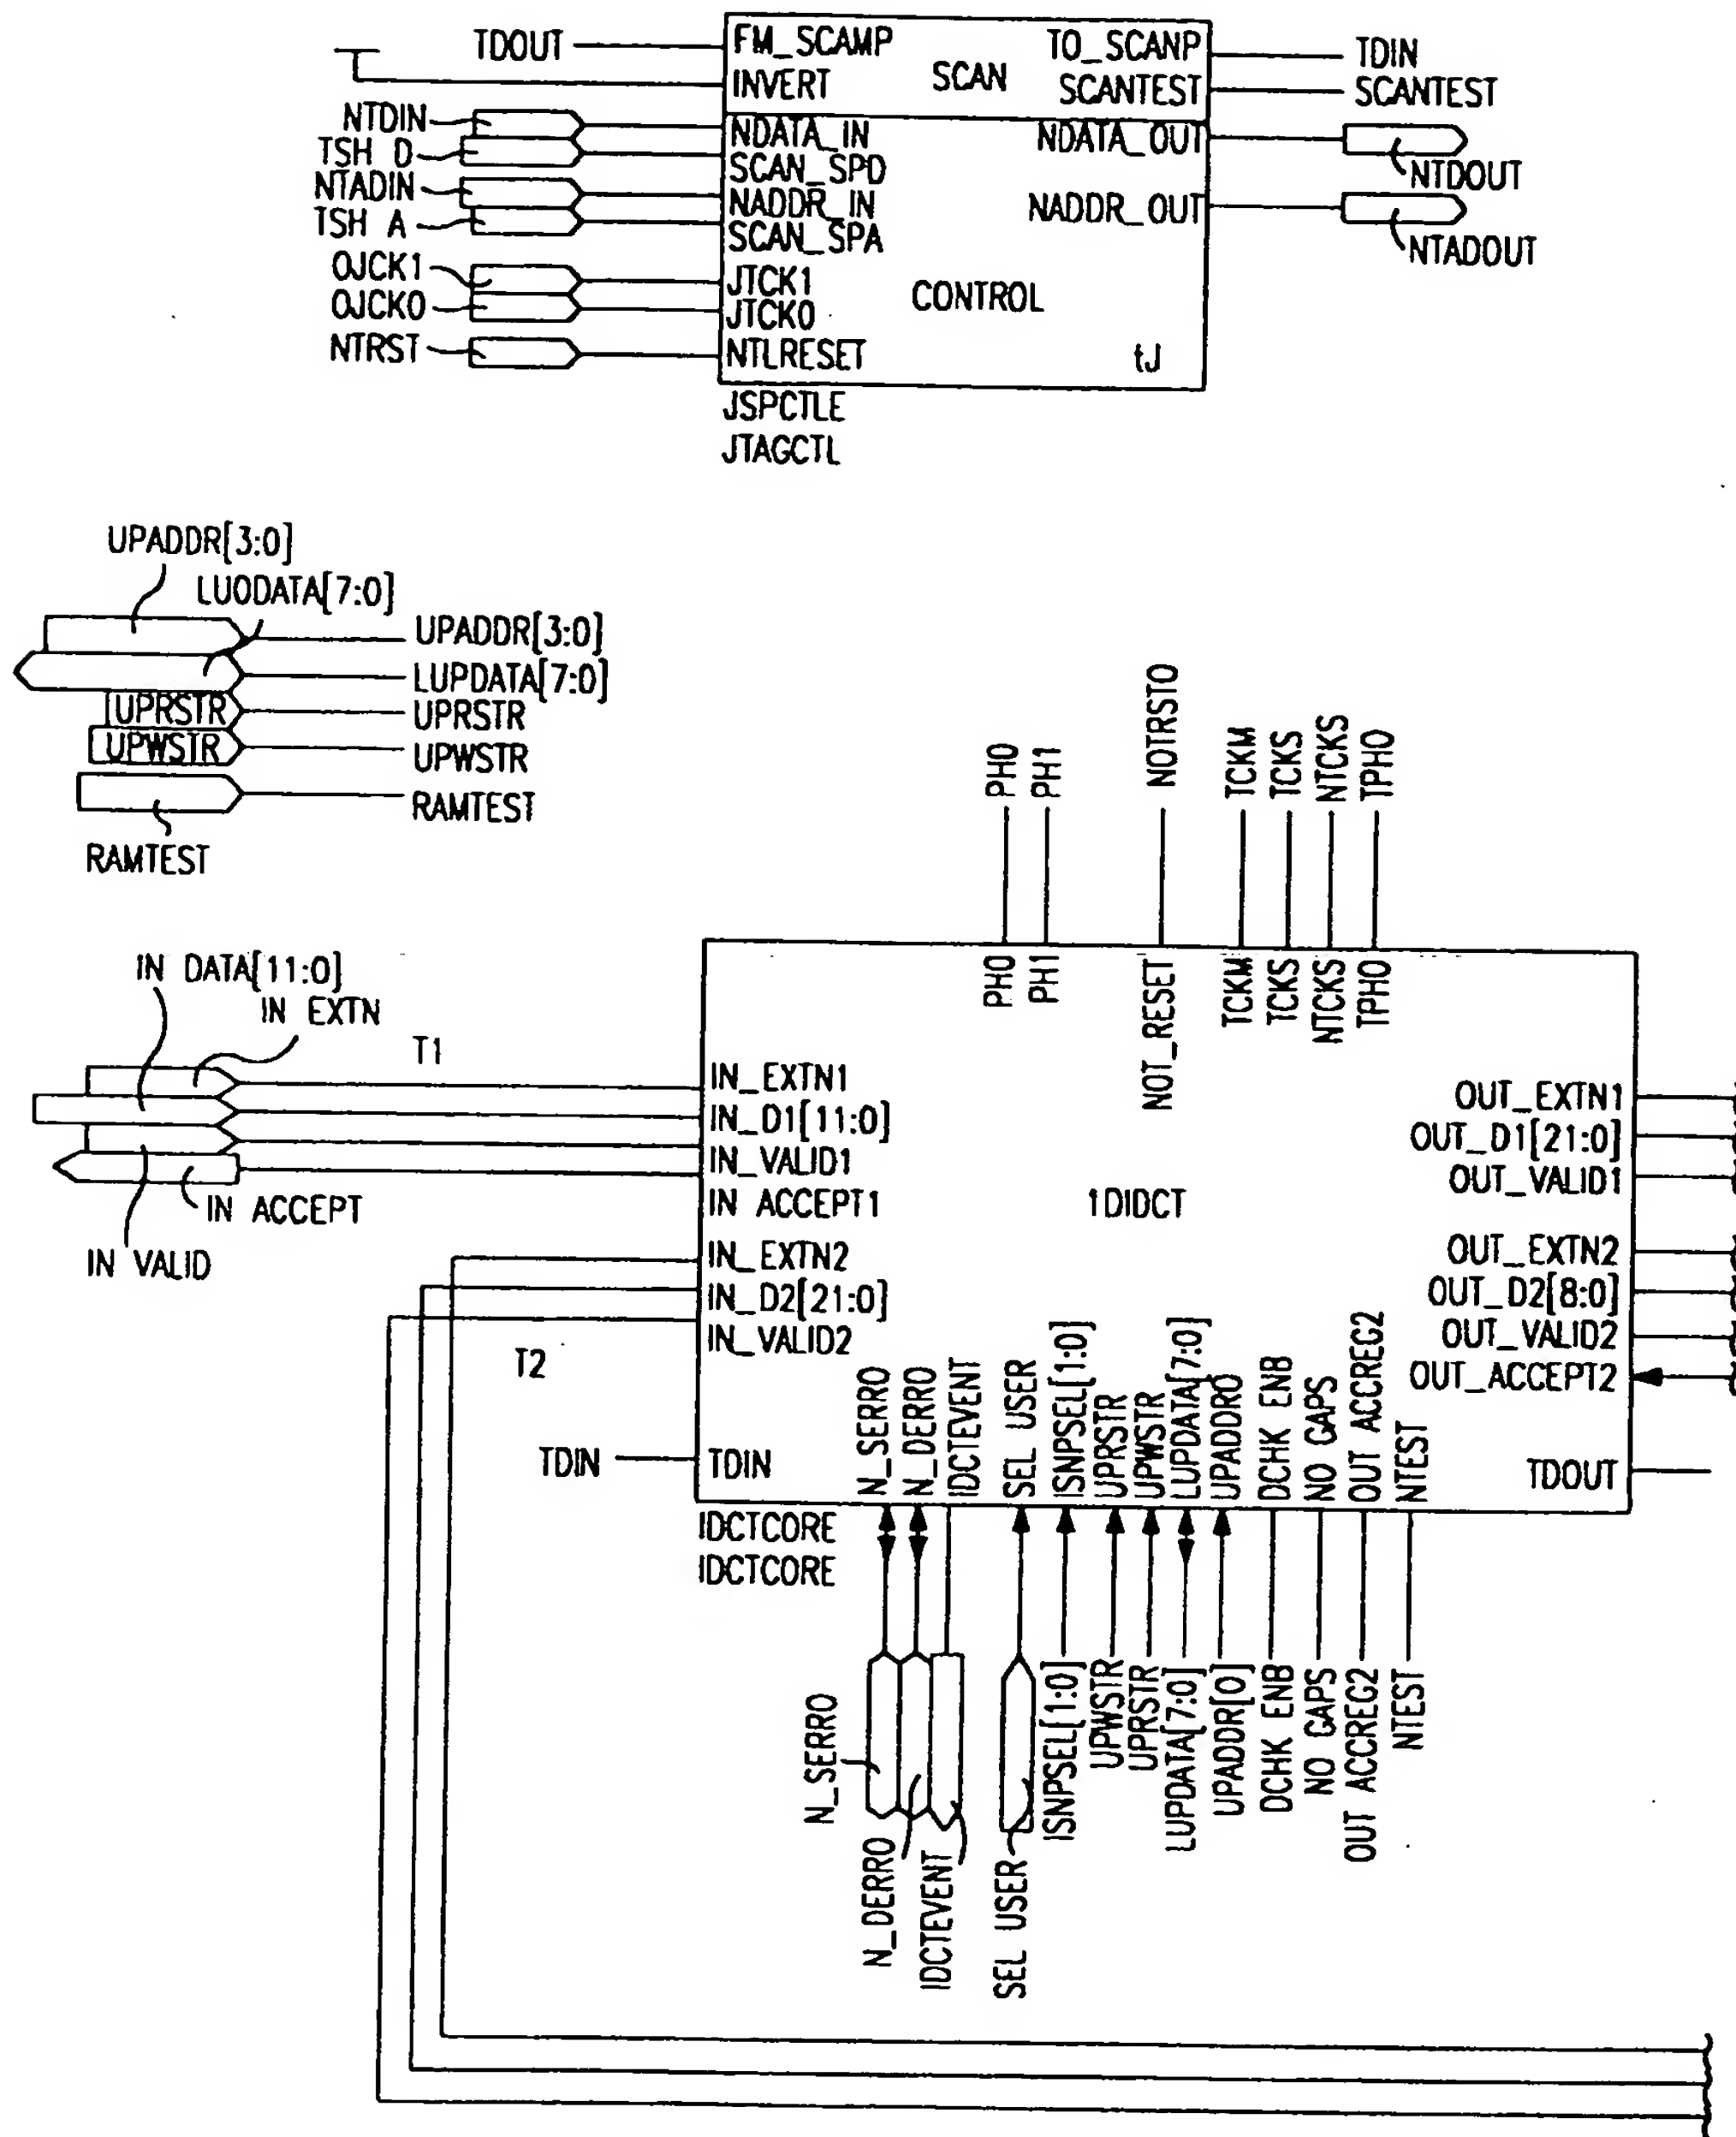 TDOUT
FM_SCAMP
TO_SCANP
TDIN
INVERT
SCAN
SCANTEST
SCANTEST
NTDIN
NDATA_IN
NDATA_OUT
TSH D
SCAN_SPD
NTDOUT
NTADIN
NADDR_IN
NADDR_OUT
TSH A
SCAN_SPA
NTADOUT
OJCK1
JTCK1
CONTROL
OJCK0
JTCK0
NTRST
NTLRESET
tJ
JSPCTLE
JTAGCTL
UPADDR[3:0]
LUODATA[7:0]
UPADDR[3:0]
LUPDATA[7:0]
UPRSTR
UPRSTR
UPWSTR
UPWSTR
RAMTEST
RAMTEST
PH0
PH1
NOTRST0
TCKM
TCKS
NTCKS
TPH0
PH0
PH1
NOT_RESET
TCKM
TCKS
NTCKS
TPH0
IN DATA[11:0]
IN EXTN
T1
IN_EXTN1
IN_D1[11:0]
IN_VALID1
IN ACCEPT1
IN ACCEPT
IN VALID
1DIDCT
OUT_EXTN1
OUT_D1[21:0]
OUT_VALID1
IN_EXTN2
IN_D2[21:0]
IN_VALID2
T2
OUT_EXTN2
OUT_D2[8:0]
OUT_VALID2
OUT_ACCEPT2
TDIN
TDIN
TDOUT
N_SERRO
N_DERRO
IDCTEVENT
SEL USER
ISNPSEL[1:0]
UPRSTR
UPWSTR
LUPDATA[7:0]
UPADDRO
DCHK ENB
NO GAPS
OUT ACCREG2
NTEST
IDCTCORE
IDCTCORE
N_SERRO
N_DERRO
IDCTEVENT
SEL USER
ISNPSEL[1:0]
UPWSTR
UPRSTR
LUPDATA[7:0]
UPADDR[0]
DCHK ENB
NO GAPS
OUT ACCREG2
NTEST